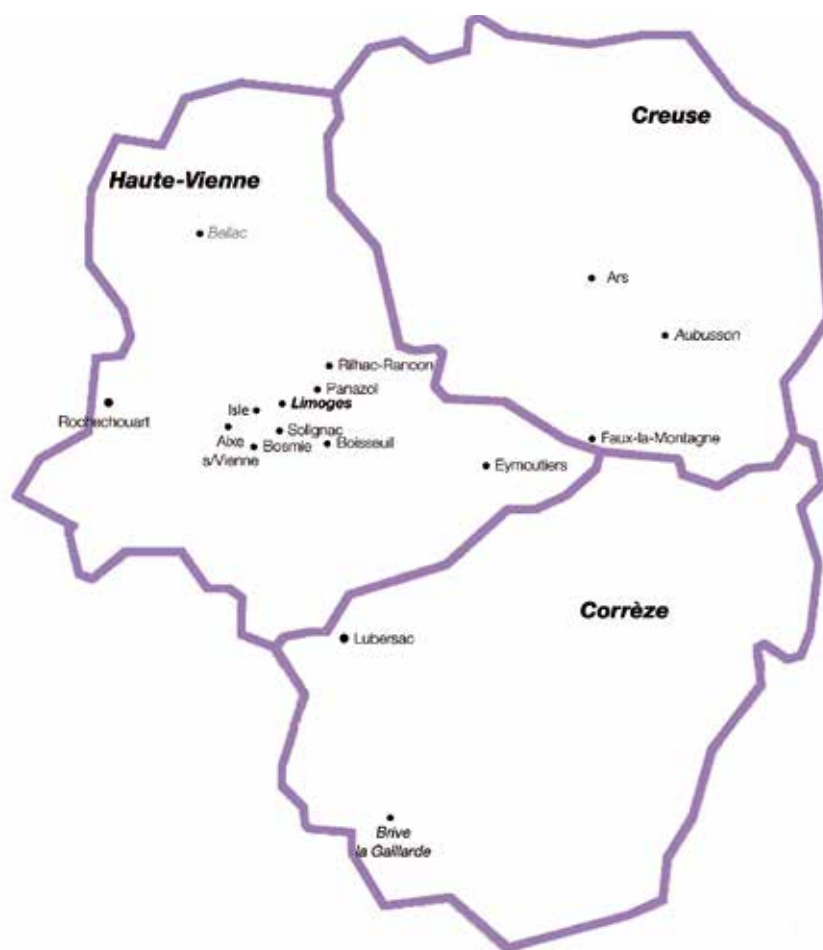 Creuse
Haute-Vienne
Bellac
Ars
Aubusson
Rilhac-Rancon
Panazol
Isle
Limoges
Rochechouart
Solignac
Faux-la-Montagne
Aixe
s/Vienne
Bosmie
Boisseuil
Eymoutiers
Corrèze
Lubersac
Brive
la Gaillarde